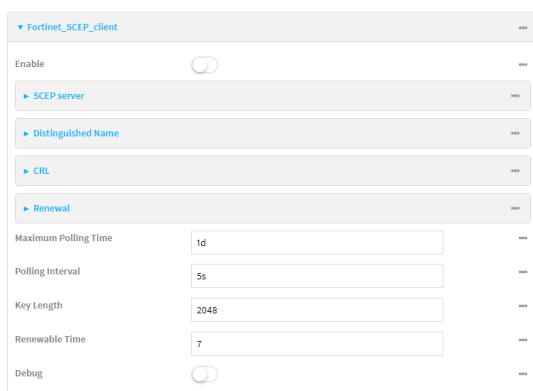 Fortinet_SCEP_client
Enable
SCEP server
Distinguished Name
CRL
Renewal
Maximum Polling Time 1d
Polling Interval 5s
Key Length 2048
Renewable Time 7
Debug